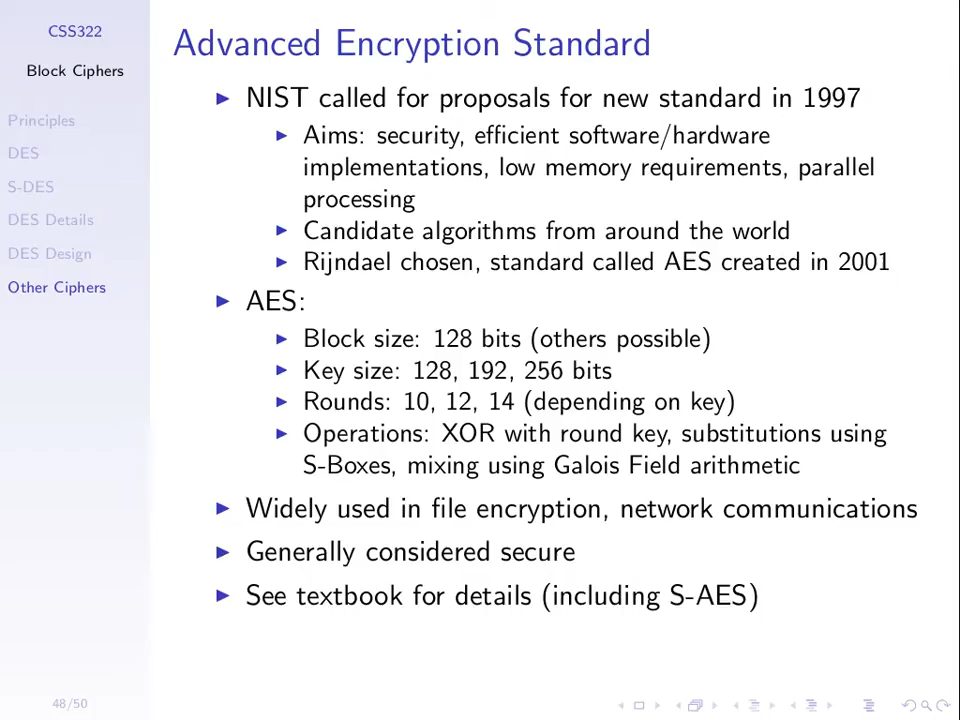 CSS322
Block Ciphers
Principles
DES
S-DES
DES Details
DES Design
Other Ciphers
48/50
Advanced Encryption Standard
NIST called for proposals for new standard in 1997
Aims: security, efficient software/hardware
implementations, low memory requirements, parallel
processing
Candidate algorithms from around the world
Rijndael chosen, standard called AES created in 2001
AES:
Block size: 128 bits (others possible)
Key size: 128, 192, 256 bits
Rounds: 10, 12, 14 (depending on key)
Operations: XOR with round key, substitutions using
S-Boxes, mixing using Galois Field arithmetic
Widely used in file encryption, network communications
Generally considered secure
See textbook for details (including S-AES)